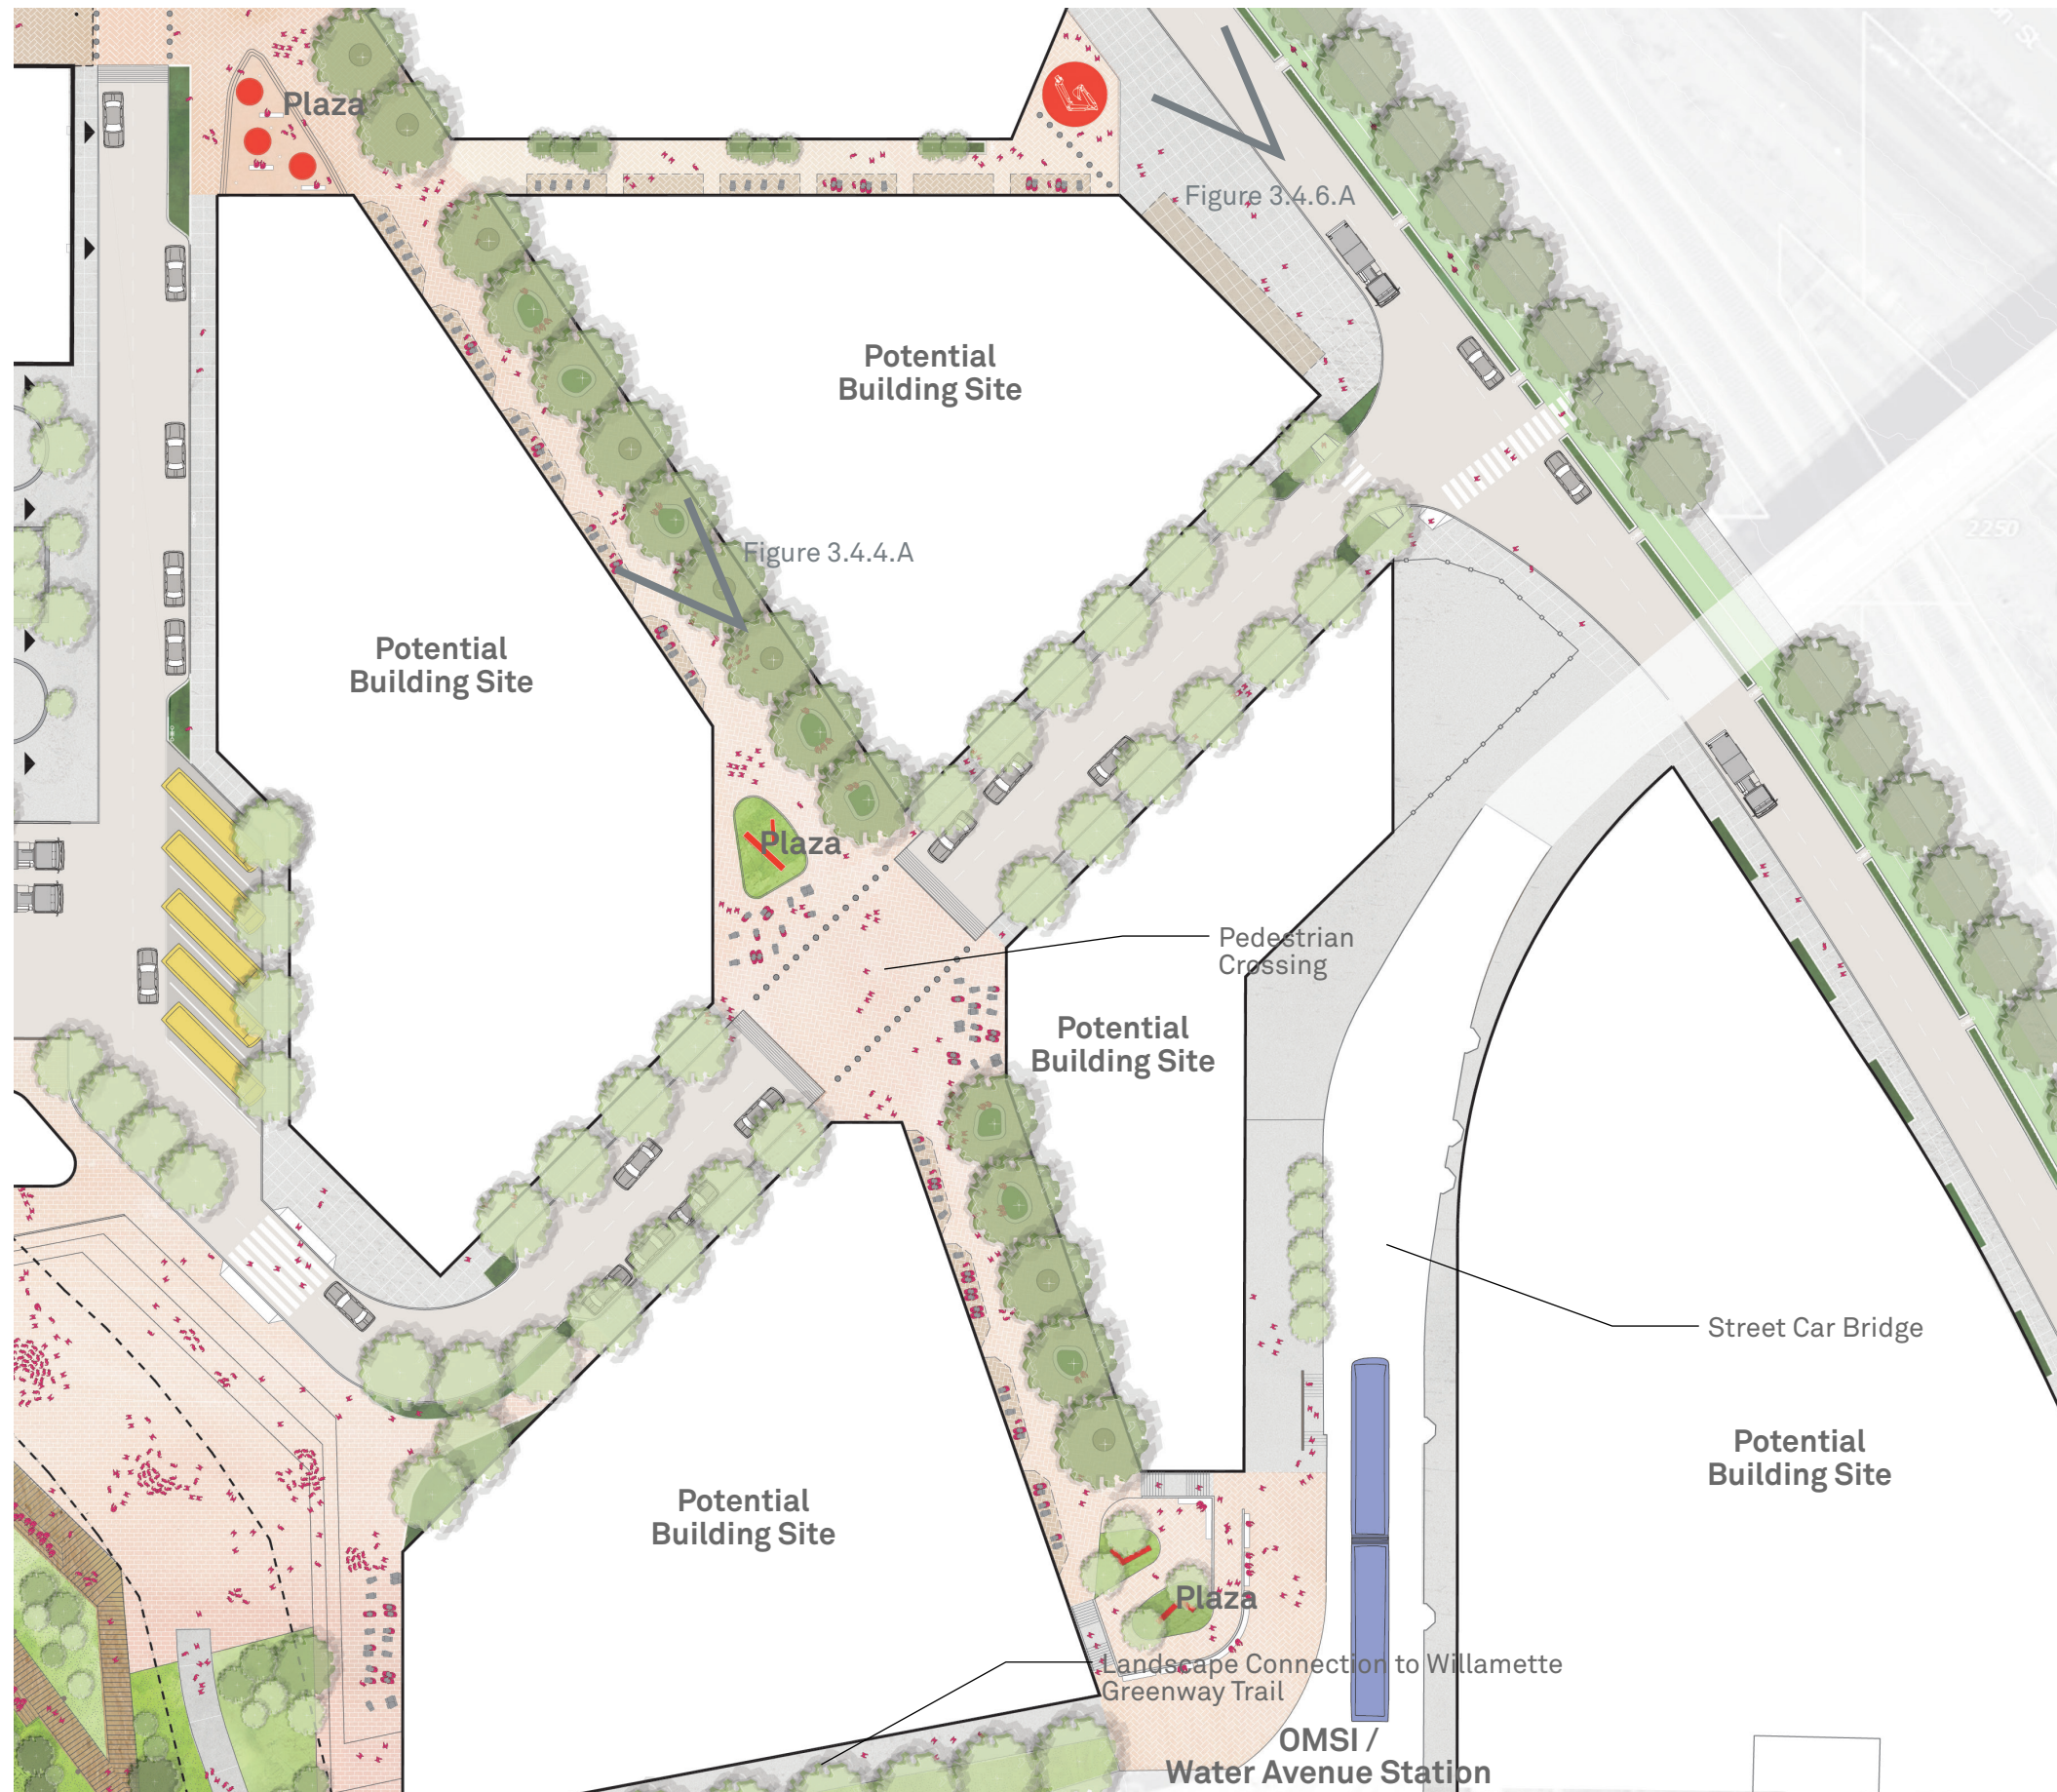 Plaza
Figure 3.4.6.A
Potential
Building Site
Figure 3.4.4.A
2250
Potential
Building Site
Plaza
Pedestrian
Crossing
Potential
Building Site
Street Car Bridge
Potential
Building Site
Potential
Building Site
Plaza
Landscape Connection to Willamette
Greenway Trail
OMSI /
Water Avenue Station